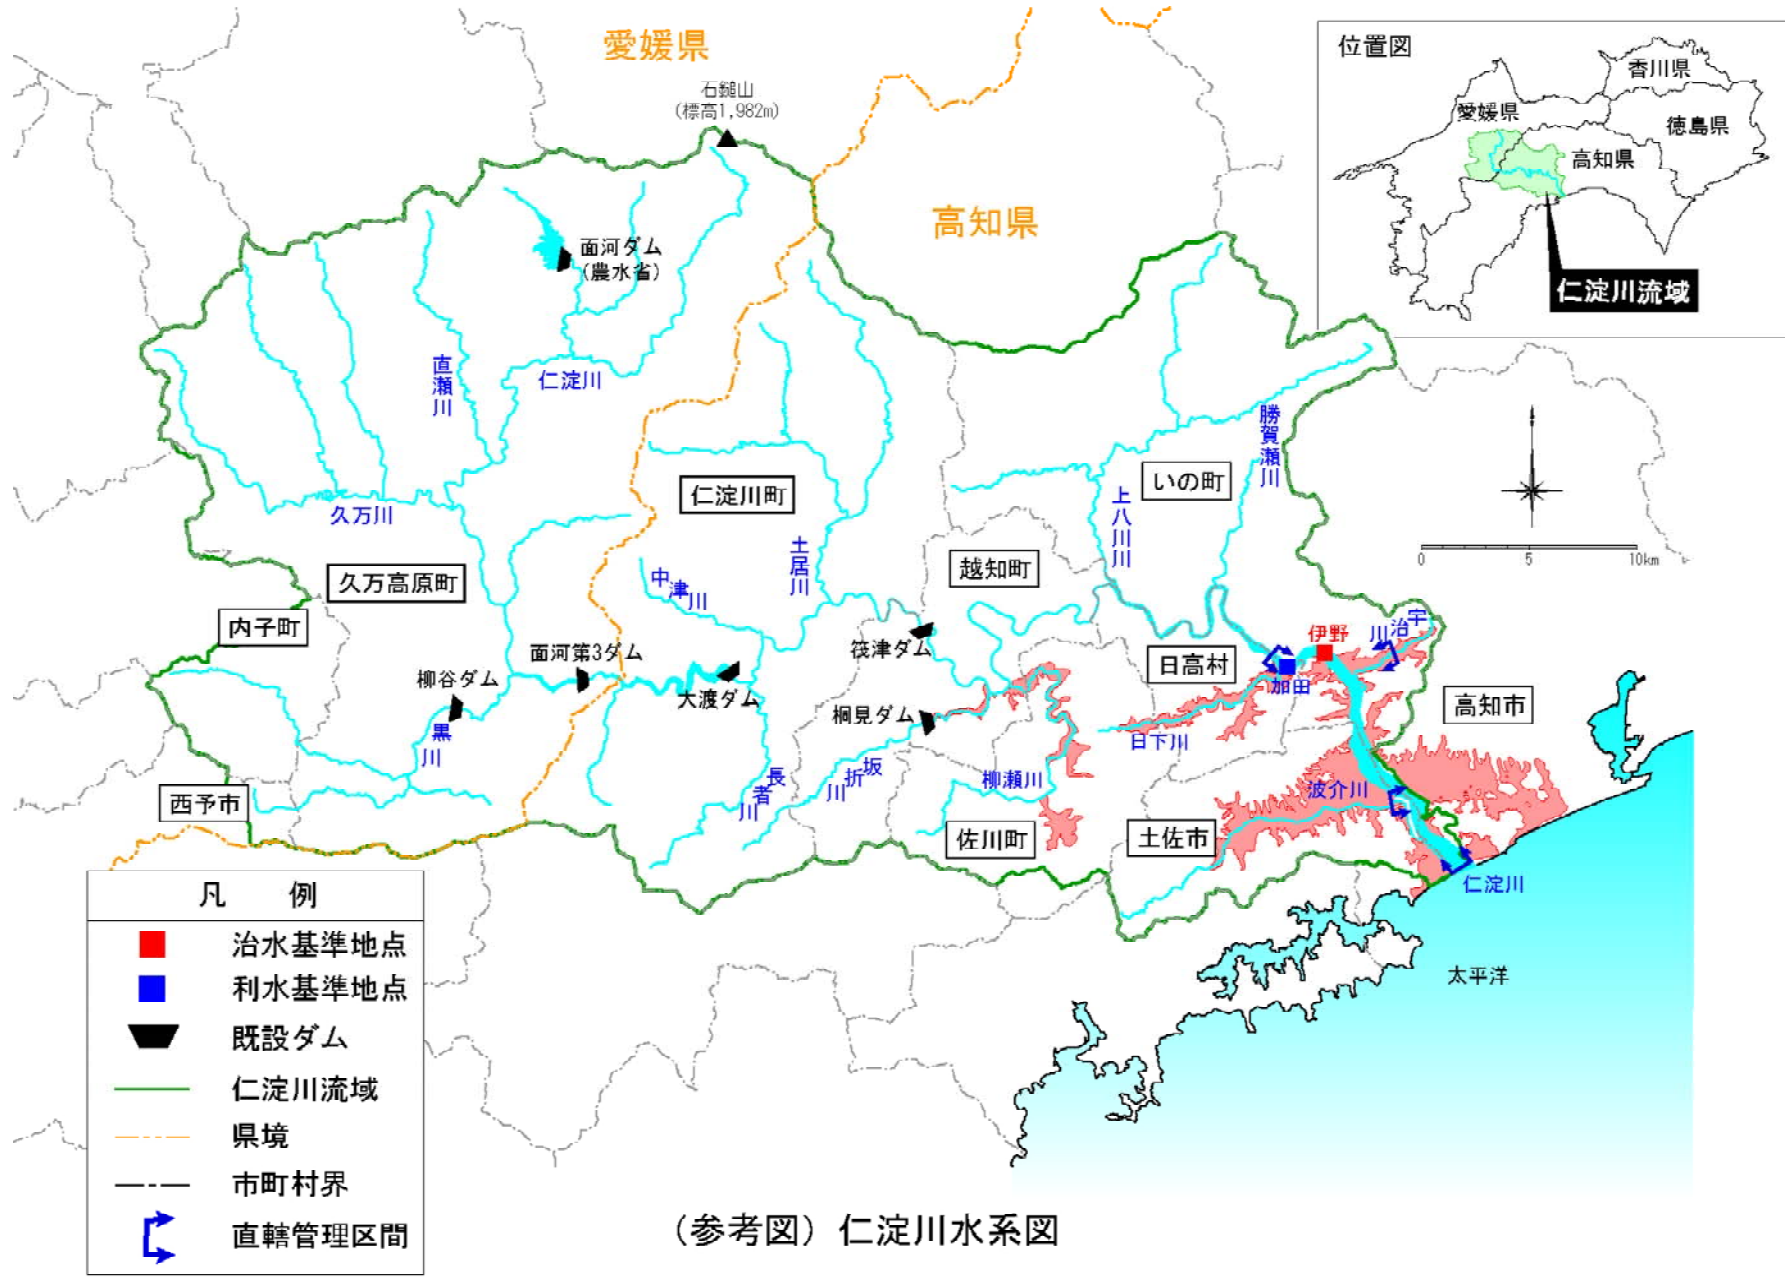 愛媛県
石鎚山
(標高1,982m)
高知県
位置図
香川県
愛媛県
徳島県
高知県
仁淀川流域
面河ダム
(農水省)
直瀬川
仁淀川
勝賀瀬川
久万川
仁淀川町
いの町
上八川川
土居川
中津川
越知町
久万高原町
内子町
0 5 10km
筏津ダム
伊野
宇治川
日高村
加田
面河第3ダム
柳谷ダム
大渡ダム
桐見ダム
高知市
黒川
日下川
長者川
坂折川
柳瀬川
波介川
西予市
佐川町
土佐市
仁淀川
太平洋
凡 例
治水基準地点
利水基準地点
既設ダム
仁淀川流域
県境
市町村界
直轄管理区間
(参考図) 仁淀川水系図